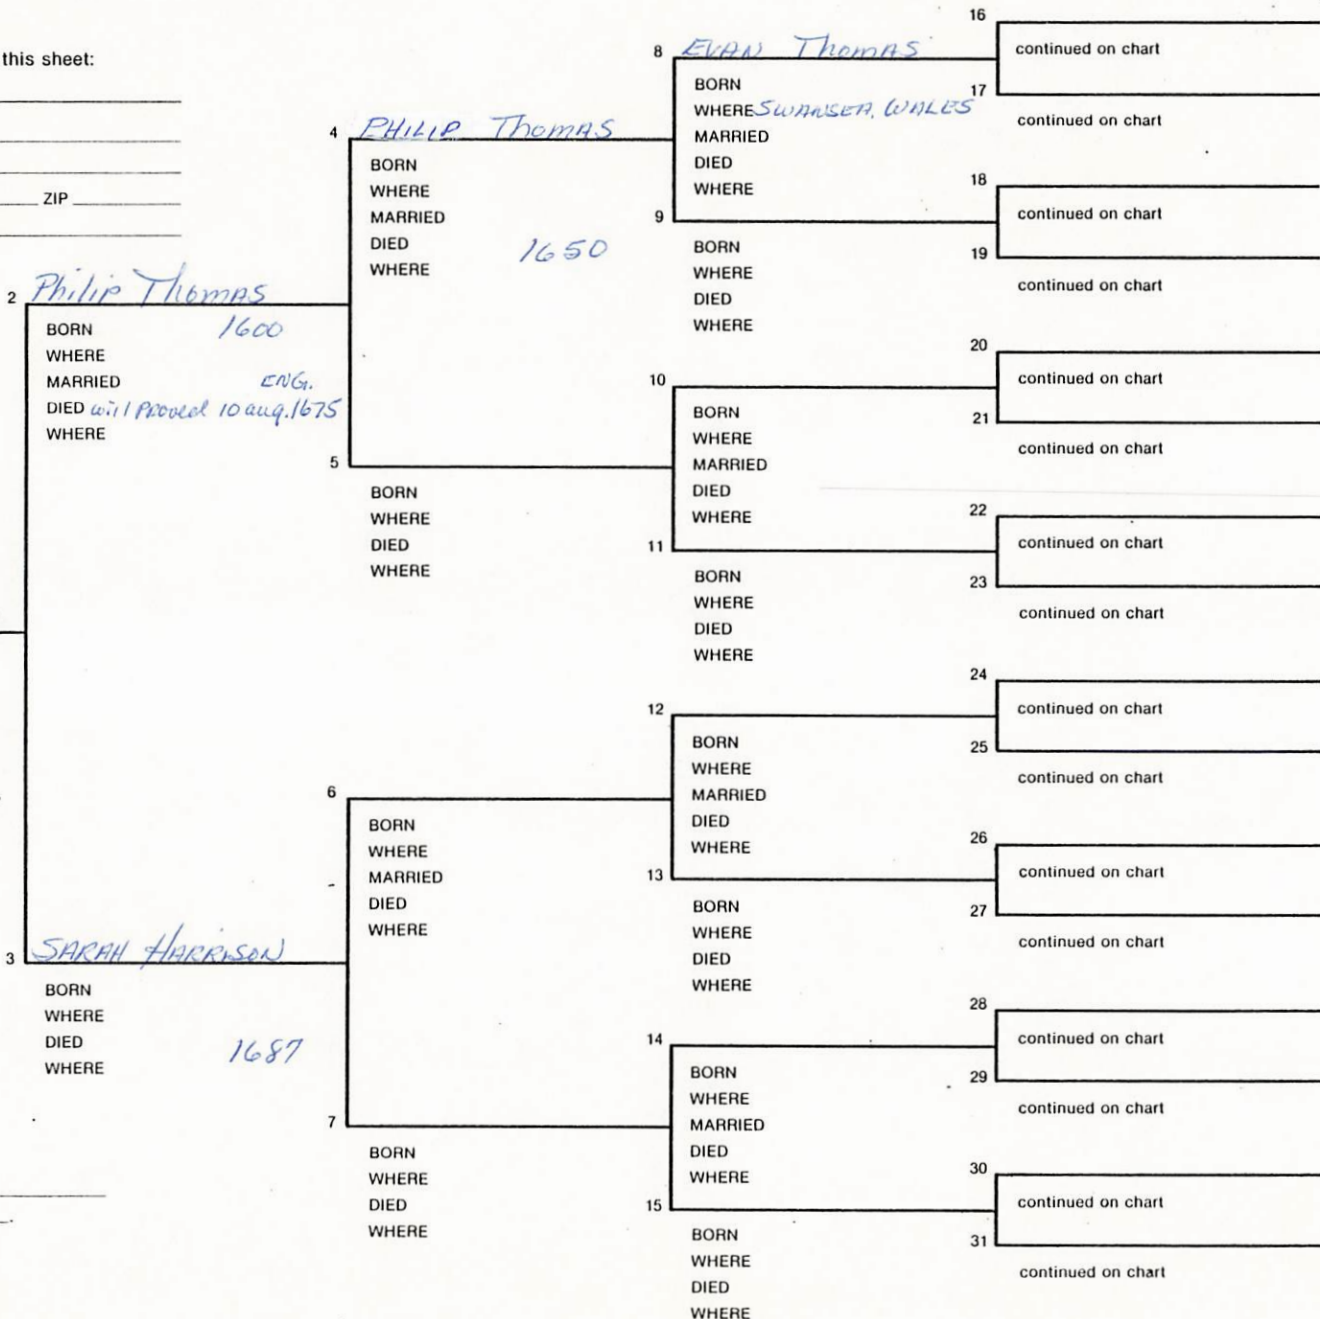 this sheet:
ZIP
2 Philip Thomas
BORN 1600
WHERE
MARRIED ENG.
DIED will proved 10 aug. 1675
WHERE
3 SARAH HARRISON
BORN
WHERE
DIED 1687
WHERE
4 PHILIP Thomas
BORN
WHERE
MARRIED
DIED 1650
WHERE
5
BORN
WHERE
DIED
WHERE
6
BORN
WHERE
MARRIED
DIED
WHERE
7
BORN
WHERE
DIED
WHERE
8 EVAN Thomas
BORN
WHERE SWANSEA, WALES
MARRIED
DIED
WHERE
9
BORN
WHERE
DIED
WHERE
10
BORN
WHERE
MARRIED
DIED
WHERE
11
BORN
WHERE
DIED
WHERE
12
BORN
WHERE
MARRIED
DIED
WHERE
13
BORN
WHERE
DIED
WHERE
14
BORN
WHERE
MARRIED
DIED
WHERE
15
BORN
WHERE
DIED
WHERE
16
continued on chart
17
continued on chart
18
continued on chart
19
continued on chart
20
continued on chart
21
continued on chart
22
continued on chart
23
continued on chart
24
continued on chart
25
continued on chart
26
continued on chart
27
continued on chart
28
continued on chart
29
continued on chart
30
continued on chart
31
continued on chart